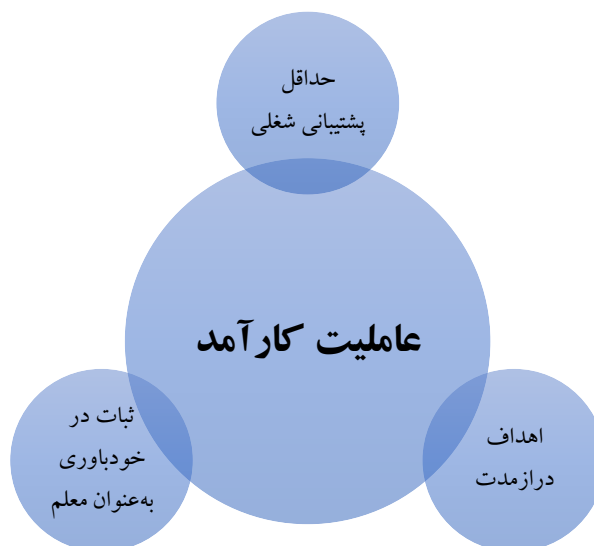 حداقل
پشتیبانی شغلی
عاملیت کارآمد
اهداف
درازمدت
ثبات در
خودباوری
به‌عنوان معلم